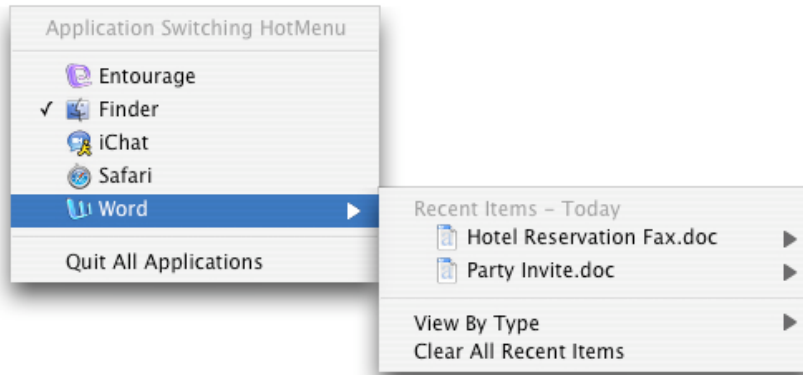 Application Switching HotMenu
Entourage
Finder
iChat
Safari
Word
Quit All Applications
Recent Items – Today
Hotel Reservation Fax.doc
Party Invite.doc
View By Type
Clear All Recent Items